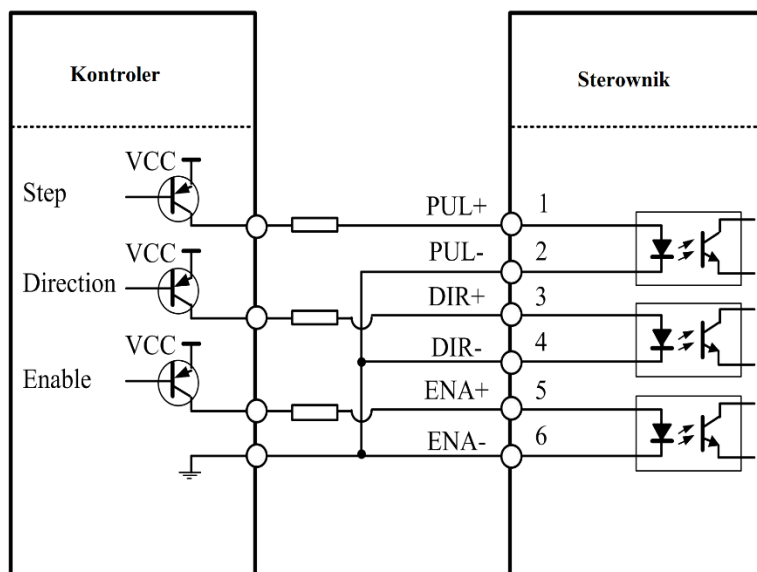 Kontroler
Sterownik
VCC
Step
PUL+
1
PUL-
2
VCC
Direction
DIR+
3
DIR-
4
VCC
Enable
ENA+
5
ENA-
6